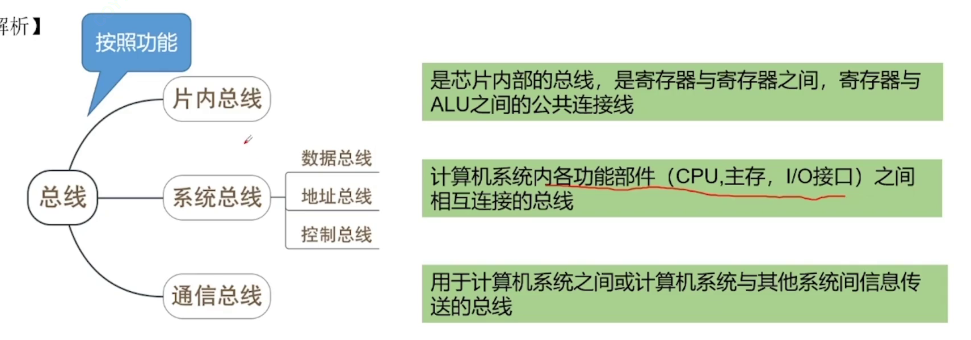 解析】
按照功能
片内总线
是芯片内部的总线，是寄存器与寄存器之间，寄存器与
ALU之间的公共连接线
总线
系统总线
数据总线
地址总线
控制总线
计算机系统内各功能部件（CPU,主存，I/O接口）之间
相互连接的总线
通信总线
用于计算机系统之间或计算机系统与其他系统间信息传
送的总线